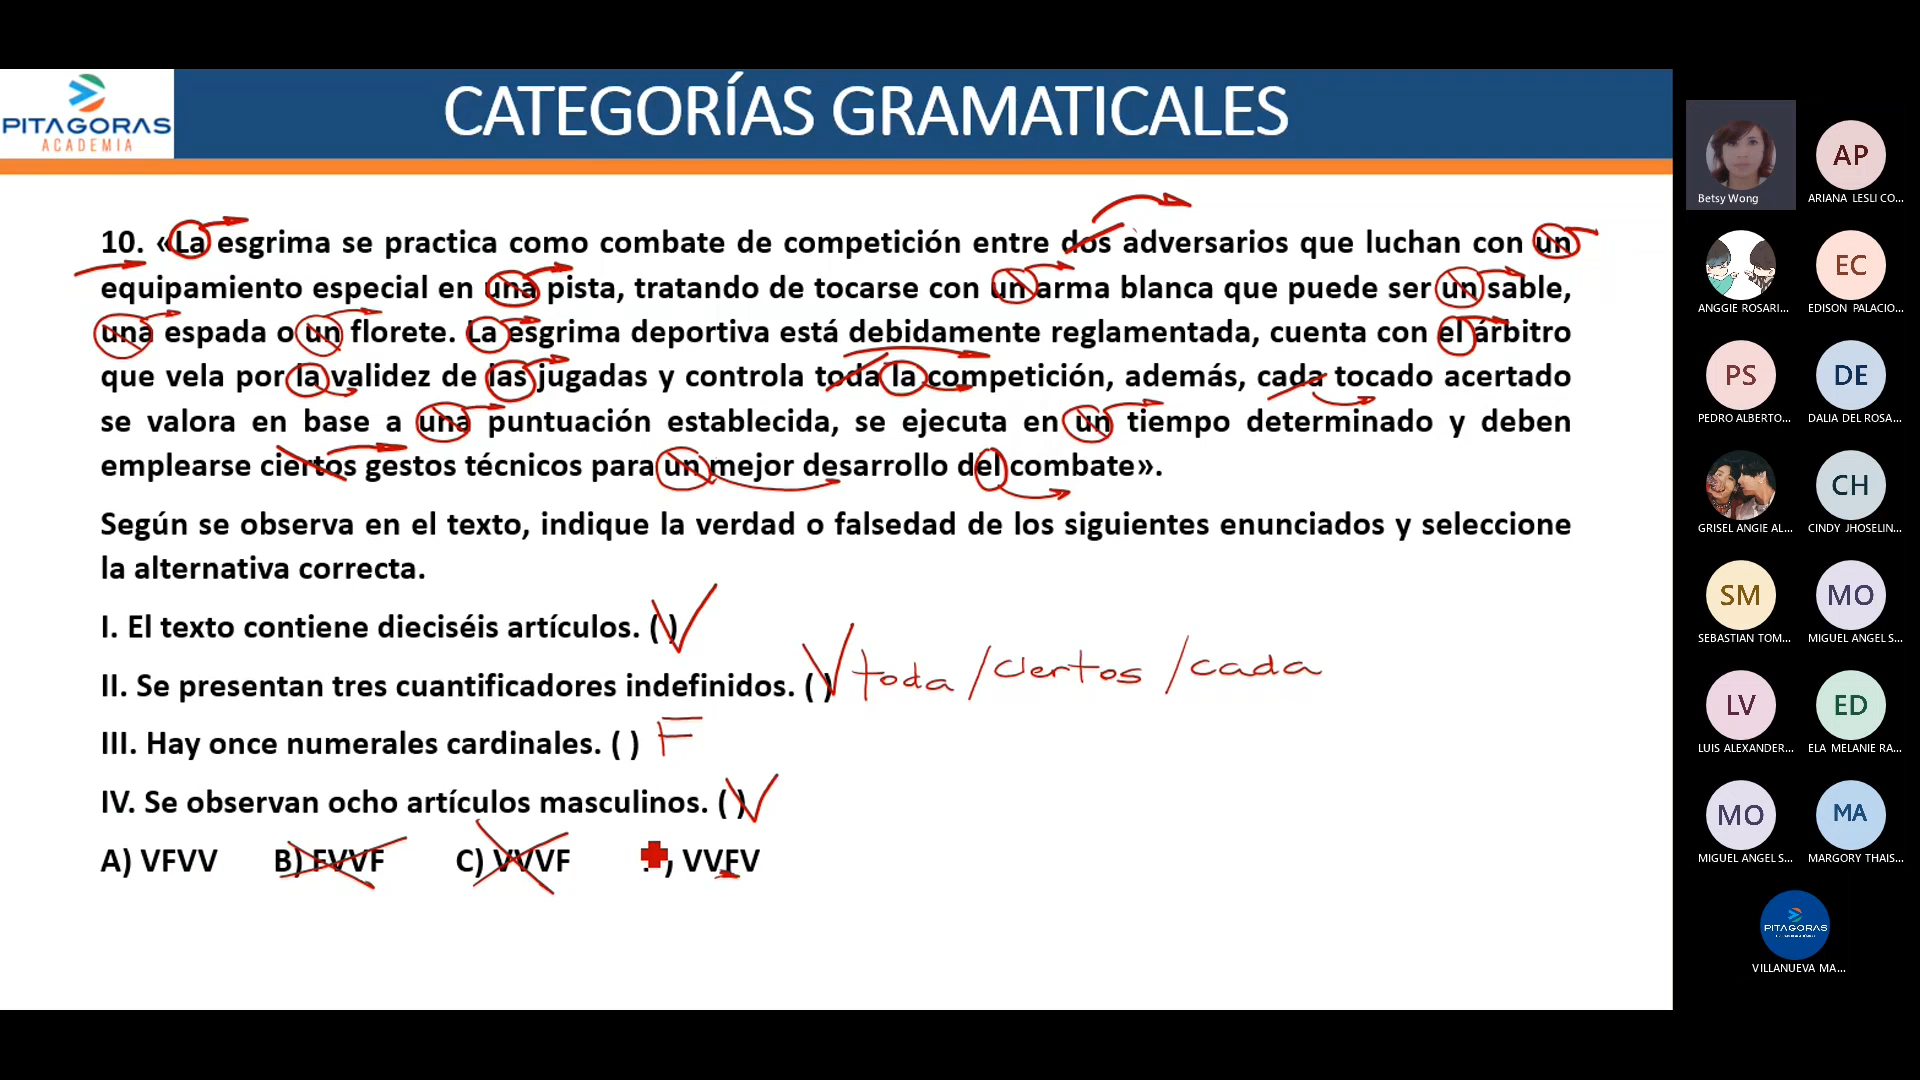 PITAGORAS
ACADEMIA
CATEGORÍAS GRAMATICALES
10. «La esgrima se practica como combate de competición entre dos adversarios que luchan con un
equipamiento especial en una pista, tratando de tocarse con un arma blanca que puede ser un sable,
una espada o un florete. La esgrima deportiva está debidamente reglamentada, cuenta con el árbitro
que vela por la validez de las jugadas y controla toda la competición, además, cada tocado acertado
se valora en base a una puntuación establecida, se ejecuta en un tiempo determinado y deben
emplearse ciertos gestos técnicos para un mejor desarrollo del combate».
Según se observa en el texto, indique la verdad o falsedad de los siguientes enunciados y seleccione
la alternativa correcta.
I. El texto contiene dieciséis artículos. ( ) V
II. Se presentan tres cuantificadores indefinidos. ( ) V toda / ciertos / cada
III. Hay once numerales cardinales. ( ) F
IV. Se observan ocho artículos masculinos. ( ) V
A) VFVV B) FVVF C) VVVF ) VVFV
Betsy Wong
AP
ARIANA LESLI CO...
ANGGIE ROSARI...
EC
EDISON PALACIO...
PS
PEDRO ALBERTO...
DE
DALIA DEL ROSA...
GRISEL ANGIE AL...
CH
CINDY JHOSELIN...
SM
SEBASTIAN TOM...
MO
MIGUEL ANGEL S...
LV
LUIS ALEXANDER...
ED
ELA MELANIE RA...
MO
MIGUEL ANGEL S...
MA
MARGORY THAIS...
PITAGORAS
VILLANUEVA MA...